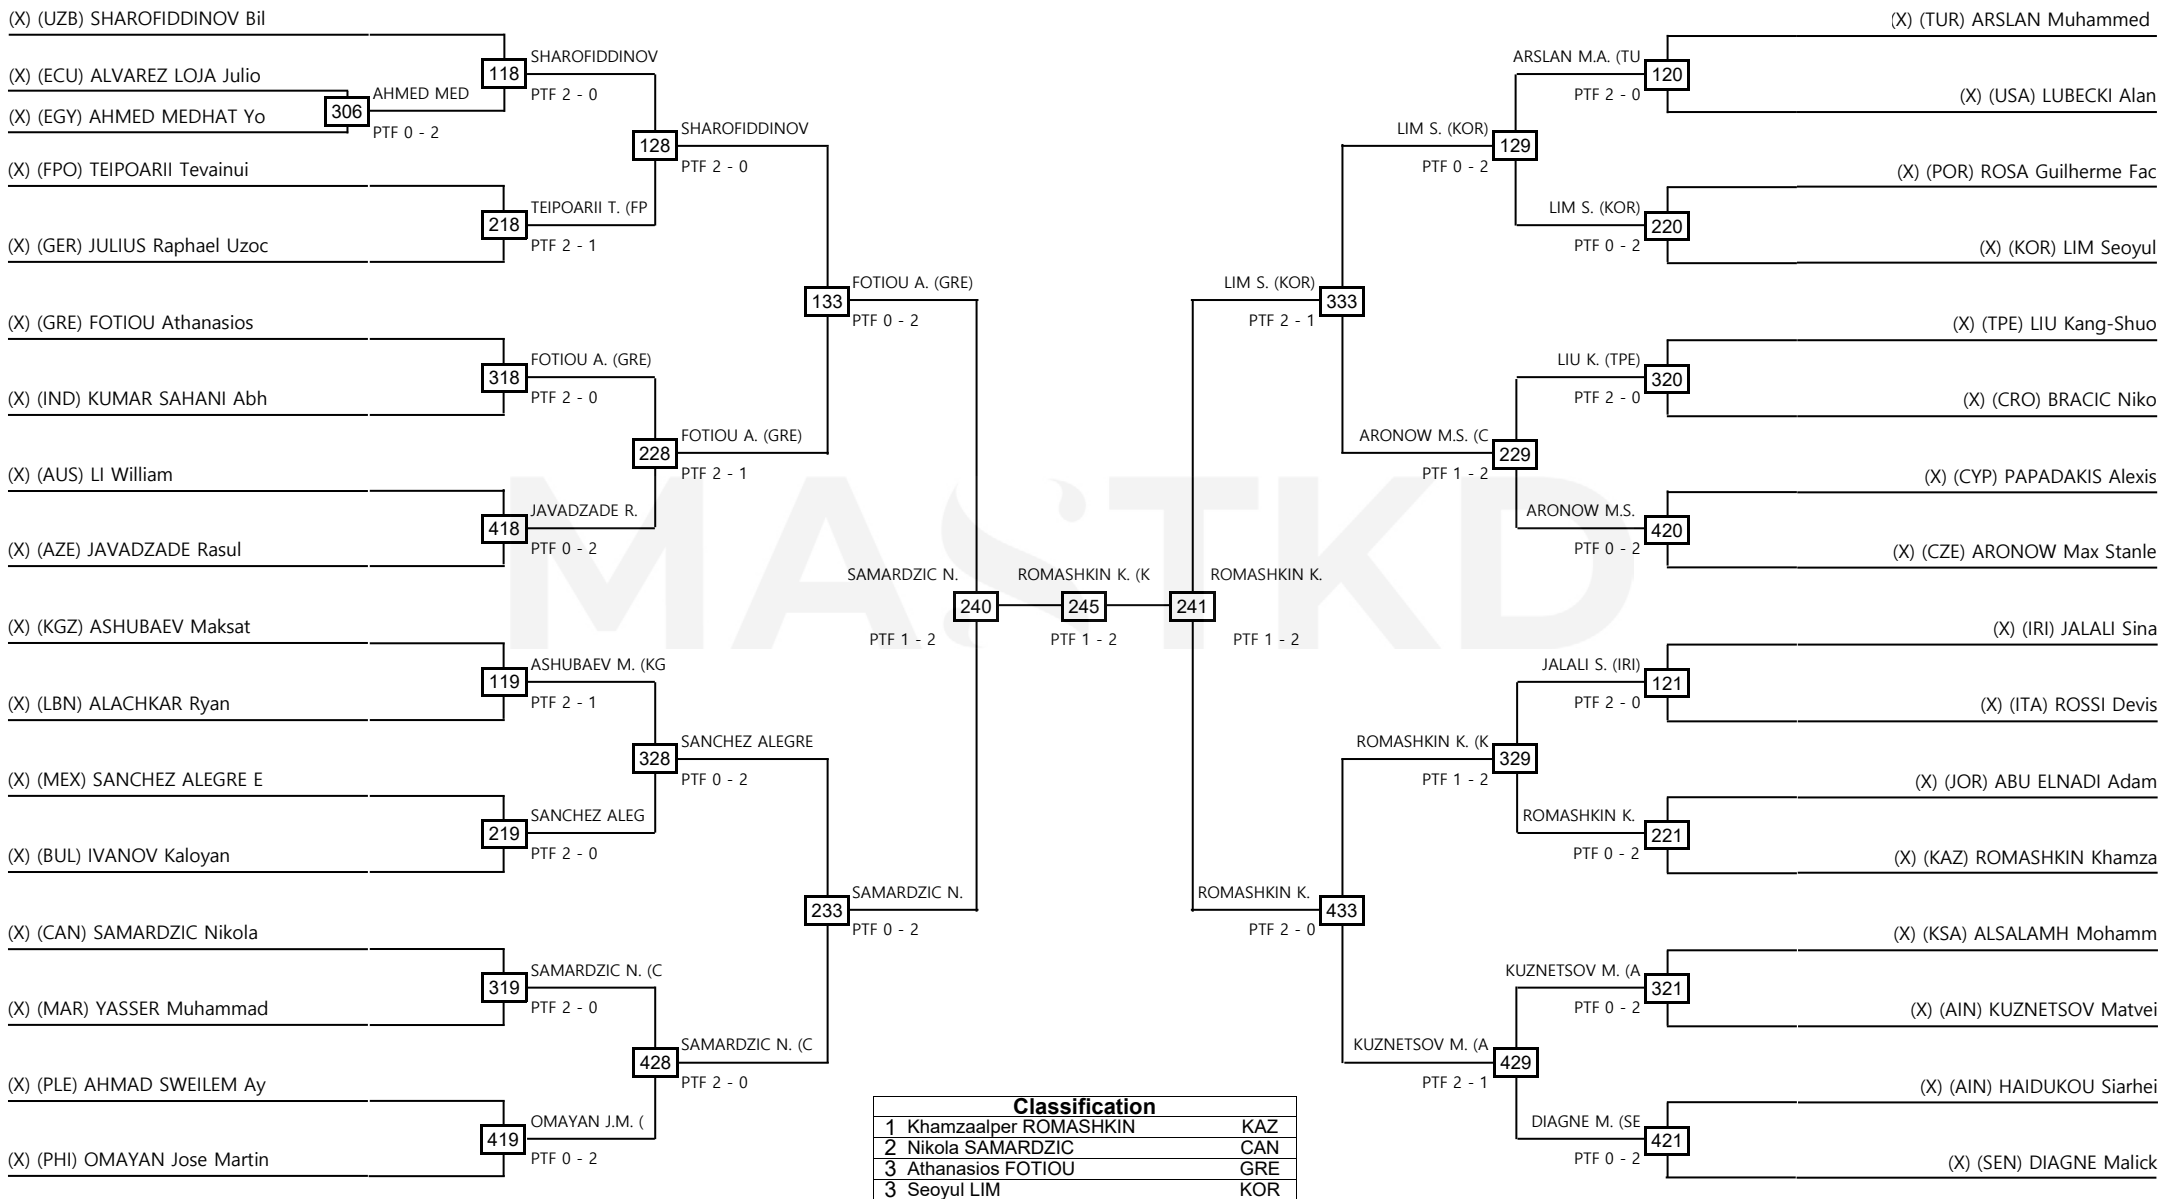 (X) (UZB) SHAROFIDDINOV Bil
(X) (ECU) ALVAREZ LOJA Julio
(X) (EGY) AHMED MEDHAT Yo
(X) (FPO) TEIPOARII Tevainui
(X) (GER) JULIUS Raphael Uzoc
(X) (GRE) FOTIOU Athanasios
(X) (IND) KUMAR SAHANI Abh
(X) (AUS) LI William
(X) (AZE) JAVADZADE Rasul
(X) (KGZ) ASHUBAEV Maksat
(X) (LBN) ALACHKAR Ryan
(X) (MEX) SANCHEZ ALEGRE E
(X) (BUL) IVANOV Kaloyan
(X) (CAN) SAMARDZIC Nikola
(X) (MAR) YASSER Muhammad
(X) (PLE) AHMAD SWEILEM Ay
(X) (PHI) OMAYAN Jose Martin
306
AHMED MED
PTF 0 - 2
118
SHAROFIDDINOV
PTF 2 - 0
218
TEIPOARII T. (FP
PTF 2 - 1
318
FOTIOU A. (GRE)
PTF 2 - 0
418
JAVADZADE R.
PTF 0 - 2
119
ASHUBAEV M. (KG
PTF 2 - 1
219
SANCHEZ ALEG
PTF 2 - 0
319
SAMARDZIC N. (C
PTF 2 - 0
419
OMAYAN J.M. (
PTF 0 - 2
128
SHAROFIDDINOV
PTF 2 - 0
228
FOTIOU A. (GRE)
PTF 2 - 1
328
SANCHEZ ALEGRE
PTF 0 - 2
428
SAMARDZIC N. (C
PTF 2 - 0
133
FOTIOU A. (GRE)
PTF 0 - 2
233
SAMARDZIC N.
PTF 0 - 2
SAMARDZIC N.
240
PTF 1 - 2
ROMASHKIN K. (K
245
PTF 1 - 2
ROMASHKIN K.
241
PTF 1 - 2
LIM S. (KOR)
333
PTF 2 - 1
ROMASHKIN K.
433
PTF 2 - 0
LIM S. (KOR)
129
PTF 0 - 2
ARONOW M.S. (C
229
PTF 1 - 2
ROMASHKIN K. (K
329
PTF 1 - 2
KUZNETSOV M. (A
429
PTF 2 - 1
ARSLAN M.A. (TU
120
PTF 2 - 0
LIM S. (KOR)
220
PTF 0 - 2
LIU K. (TPE)
320
PTF 2 - 0
ARONOW M.S.
420
PTF 0 - 2
JALALI S. (IRI)
121
PTF 2 - 0
ROMASHKIN K.
221
PTF 0 - 2
KUZNETSOV M. (A
321
PTF 0 - 2
DIAGNE M. (SE
421
PTF 0 - 2
(X) (TUR) ARSLAN Muhammed
(X) (USA) LUBECKI Alan
(X) (POR) ROSA Guilherme Fac
(X) (KOR) LIM Seoyul
(X) (TPE) LIU Kang-Shuo
(X) (CRO) BRACIC Niko
(X) (CYP) PAPADAKIS Alexis
(X) (CZE) ARONOW Max Stanle
(X) (IRI) JALALI Sina
(X) (ITA) ROSSI Devis
(X) (JOR) ABU ELNADI Adam
(X) (KAZ) ROMASHKIN Khamza
(X) (KSA) ALSALAMH Mohamm
(X) (AIN) KUZNETSOV Matvei
(X) (AIN) HAIDUKOU Siarhei
(X) (SEN) DIAGNE Malick
MASTKD
Classification
1 Khamzaalper ROMASHKIN KAZ
2 Nikola SAMARDZIC CAN
3 Athanasios FOTIOU GRE
3 Seoyul LIM KOR